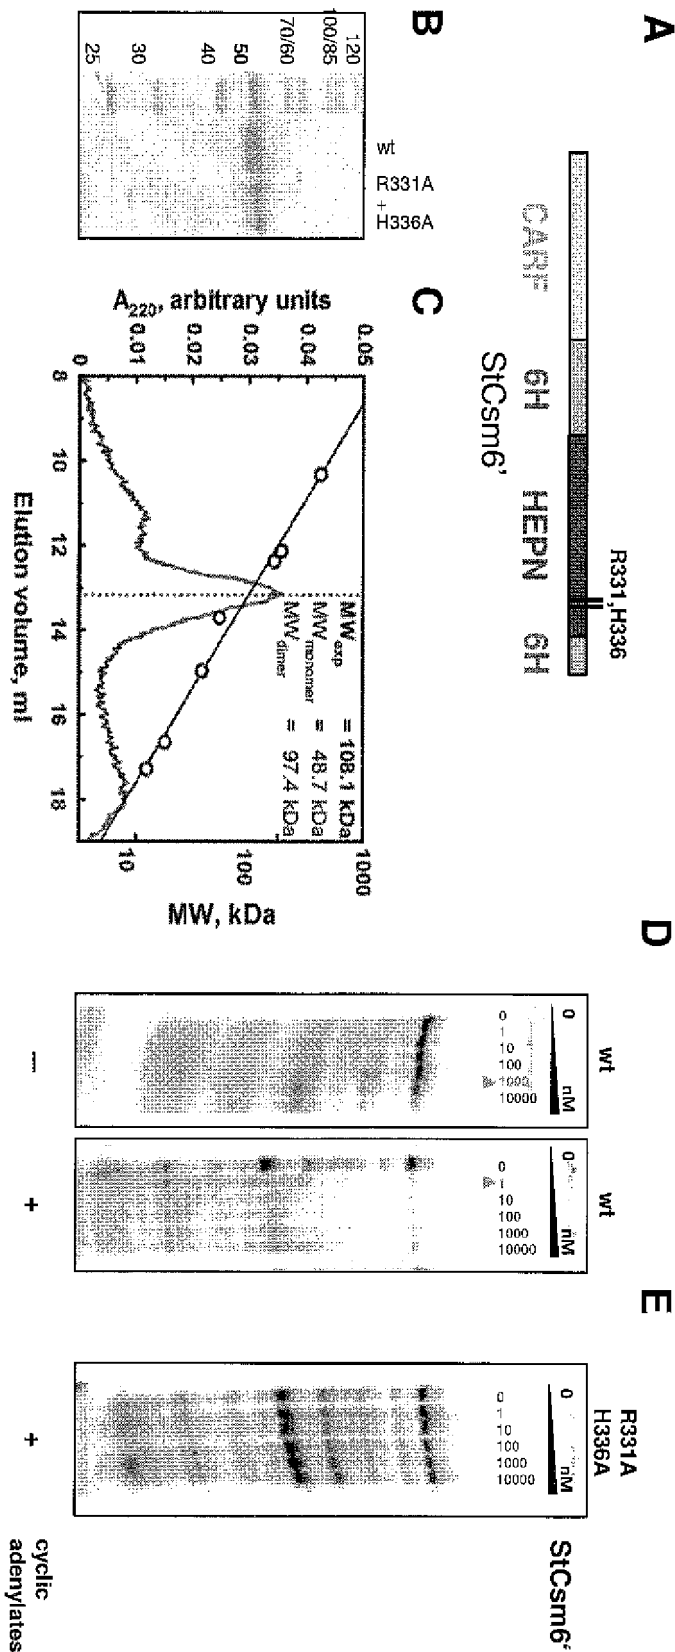 A
R331,H336
CARF 6H HEPN 6H
StCsm6'
B
wt
R331A
+
H336A
120
100/85
70/60
50
40
30
25
C
A220, arbitrary units
0.05
0.04
0.03
0.02
0.01
0
MWexp = 108.1 kDa
MWmonomer = 48.7 kDa
MWdimer = 97.4 kDa
1000
100
10
MW, kDa
8 10 12 14 16 18
Elution volume, ml
D
wt
0 nM
0 1 10 100 1000 10000
–
wt
0 nM
0 1 10 100 1000 10000
+
E
R331A
H336A
0 nM
0 1 10 100 1000 10000
+
StCsm6'
cyclic
adenylates